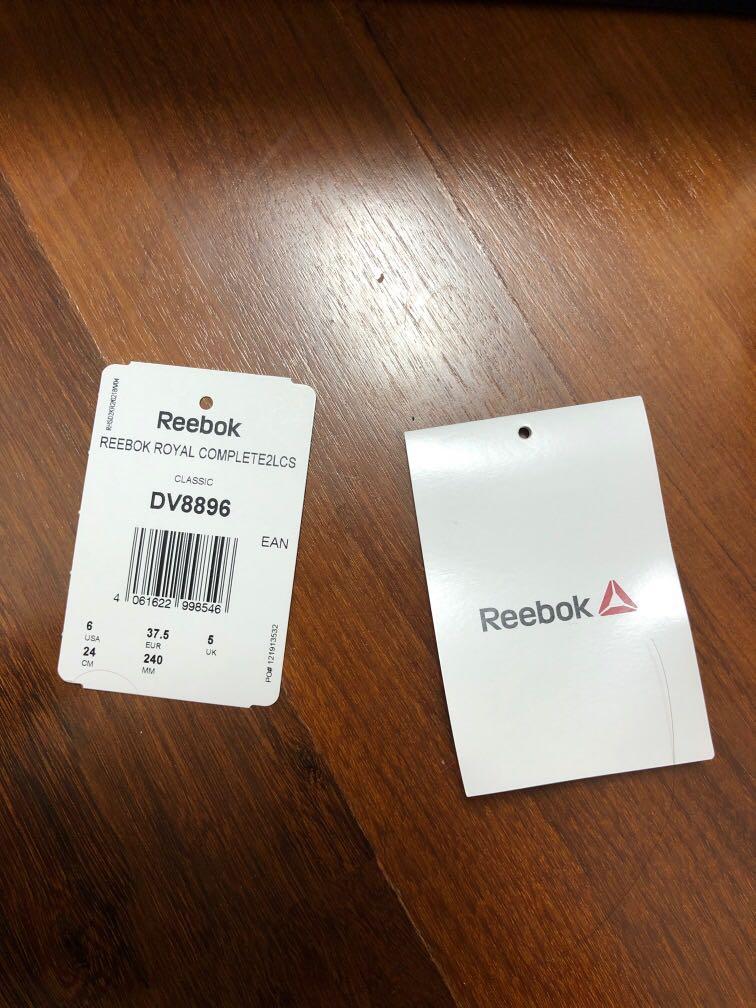 Reebok
REEBOK ROYAL COMPLETE2LCS
CLASSIC
DV8896
EAN
4 061622 998546
6 37.5 5
USA EUR UK
24 240
CM MM
PO# 121913532
Reebok